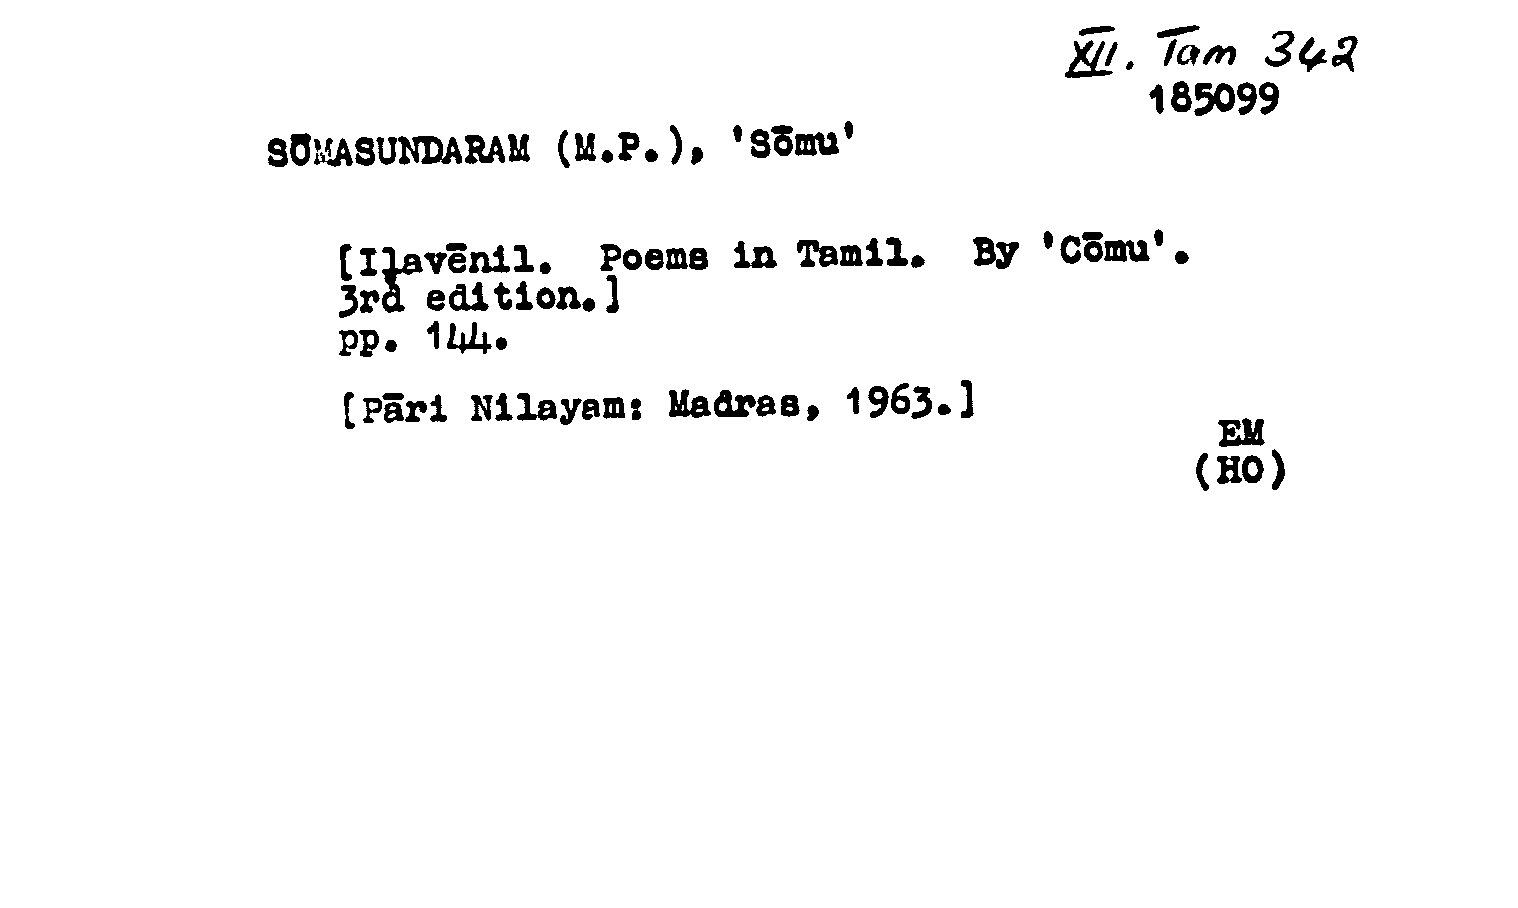 XII. Tam 342
185099
SŌMASUNDARAM (M.P.), 'Sōmu'
[Iḷavēnil. Poems in Tamil. By 'Cōmu'.
3rd edition.]
pp. 144.
[Pāri Nilayam: Madras, 1963.]
EM
(HO)